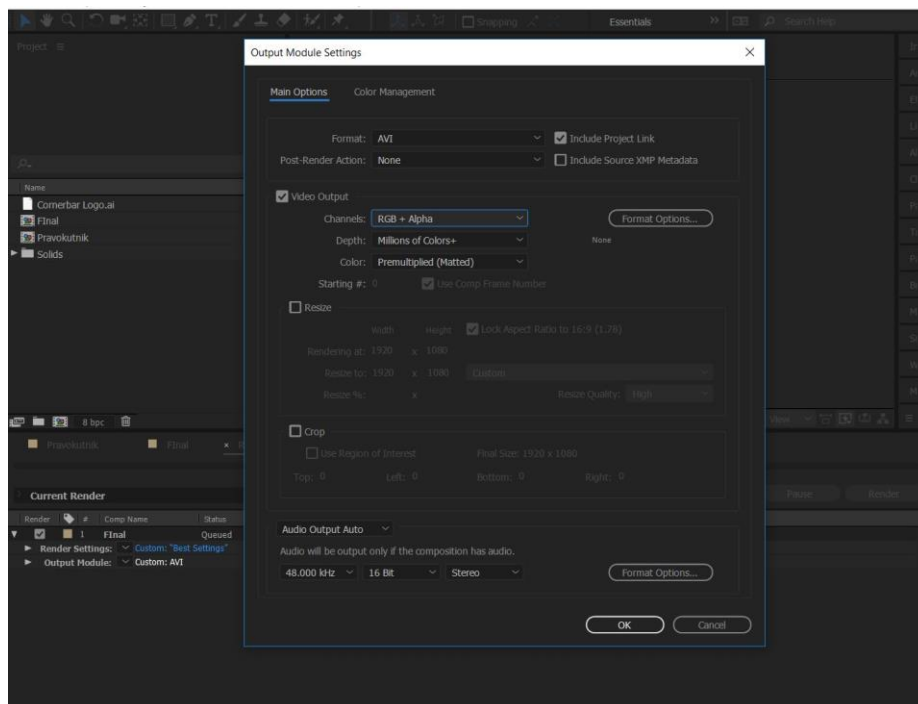 Snapping
Essentials
Search Help
Project
Output Module Settings
Main Options
Color Management
Format: AVI
Include Project Link
Post-Render Action: None
Include Source XMP Metadata
Name
Cornerbar Logo.ai
FInal
Pravokutnik
Solids
Video Output
Channels: RGB + Alpha
Format Options...
Depth: Millions of Colors+
None
Color: Premultiplied (Matted)
Starting #: 0
Use Comp Frame Number
Resize
Width Height
Lock Aspect Ratio to 16:9 (1.78)
Rendering at: 1920 x 1080
Resize to: 1920 x 1080 Custom
Resize %: x
Resize Quality: High
8 bpc
View
Pravokutnik
FInal
Crop
Use Region of Interest
Final Size: 1920 x 1080
Top: 0 Left: 0 Bottom: 0 Right: 0
Current Render
Pause
Render
Render # Comp Name Status
1 FInal Queued
Render Settings: Custom: "Best Settings"
Output Module: Custom: AVI
Audio Output Auto
Audio will be output only if the composition has audio.
48.000 kHz 16 Bit Stereo
Format Options...
OK
Cancel